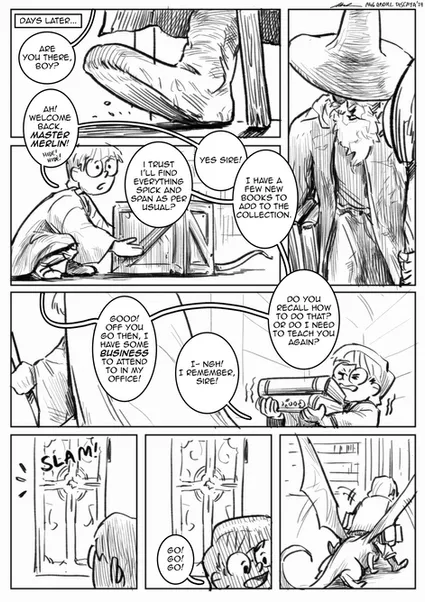 DAYS LATER...
ARE
YOU
THERE,
BOY?
AH!
WELCOME
BACK,
MASTER
MERLIN!
YES SIRE!
I TRUST
I'LL FIND
EVERYTHING
SPICK AND
SPAN AS PER
USUAL?
I HAVE A
FEW NEW
BOOKS TO
ADD TO THE
COLLECTION.
DO YOU
RECALL HOW
TO DO THAT?
OR DO I NEED
TO TEACH YOU
AGAIN?
GOOD!
OFF YOU
GO THEN, I
HAVE SOME
BUSINESS
TO ATTEND
TO IN MY
OFFICE!
I- NGH!
I REMEMBER,
SIRE!
SLAM!
GO!
GO!
GO!